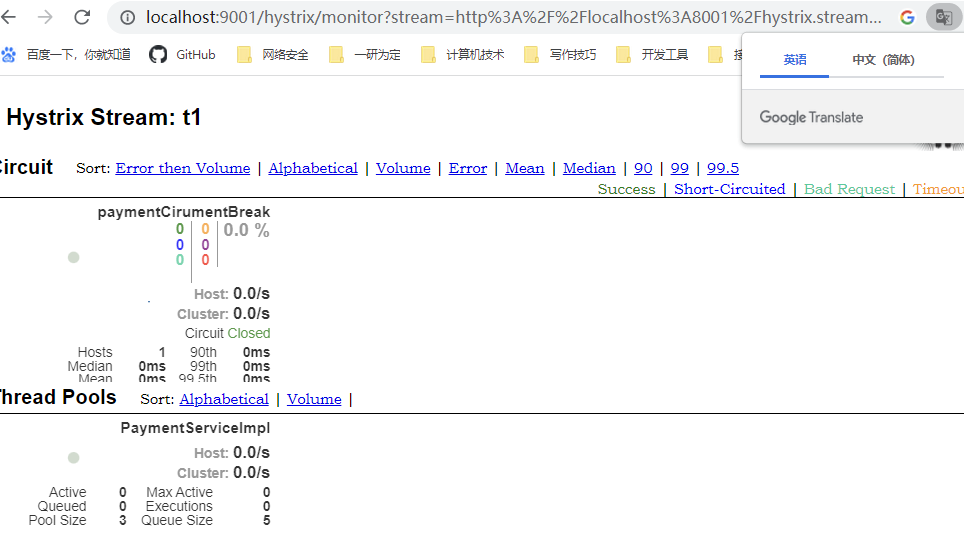 localhost:9001/hystrix/monitor?stream=http%3A%2F%2Flocalhost%3A8001%2Fhystrix.stream...
百度一下，你就知道 GitHub 网络安全 一研为定 计算机技术 写作技巧 开发工具
英语 中文（简体）
Google Translate
Hystrix Stream: t1
Circuit Sort: Error then Volume | Alphabetical | Volume | Error | Mean | Median | 90 | 99 | 99.5
Success | Short-Circuited | Bad Request | Timeou
paymentCirumentBreak
0 0 0.0 %
0 0
0 0
Host: 0.0/s
Cluster: 0.0/s
Circuit Closed
Hosts 1 90th 0ms
Median 0ms 99th 0ms
Mean 0ms 99.5th 0ms
Thread Pools Sort: Alphabetical | Volume |
PaymentServiceImpl
Host: 0.0/s
Cluster: 0.0/s
Active 0 Max Active 0
Queued 0 Executions 0
Pool Size 3 Queue Size 5